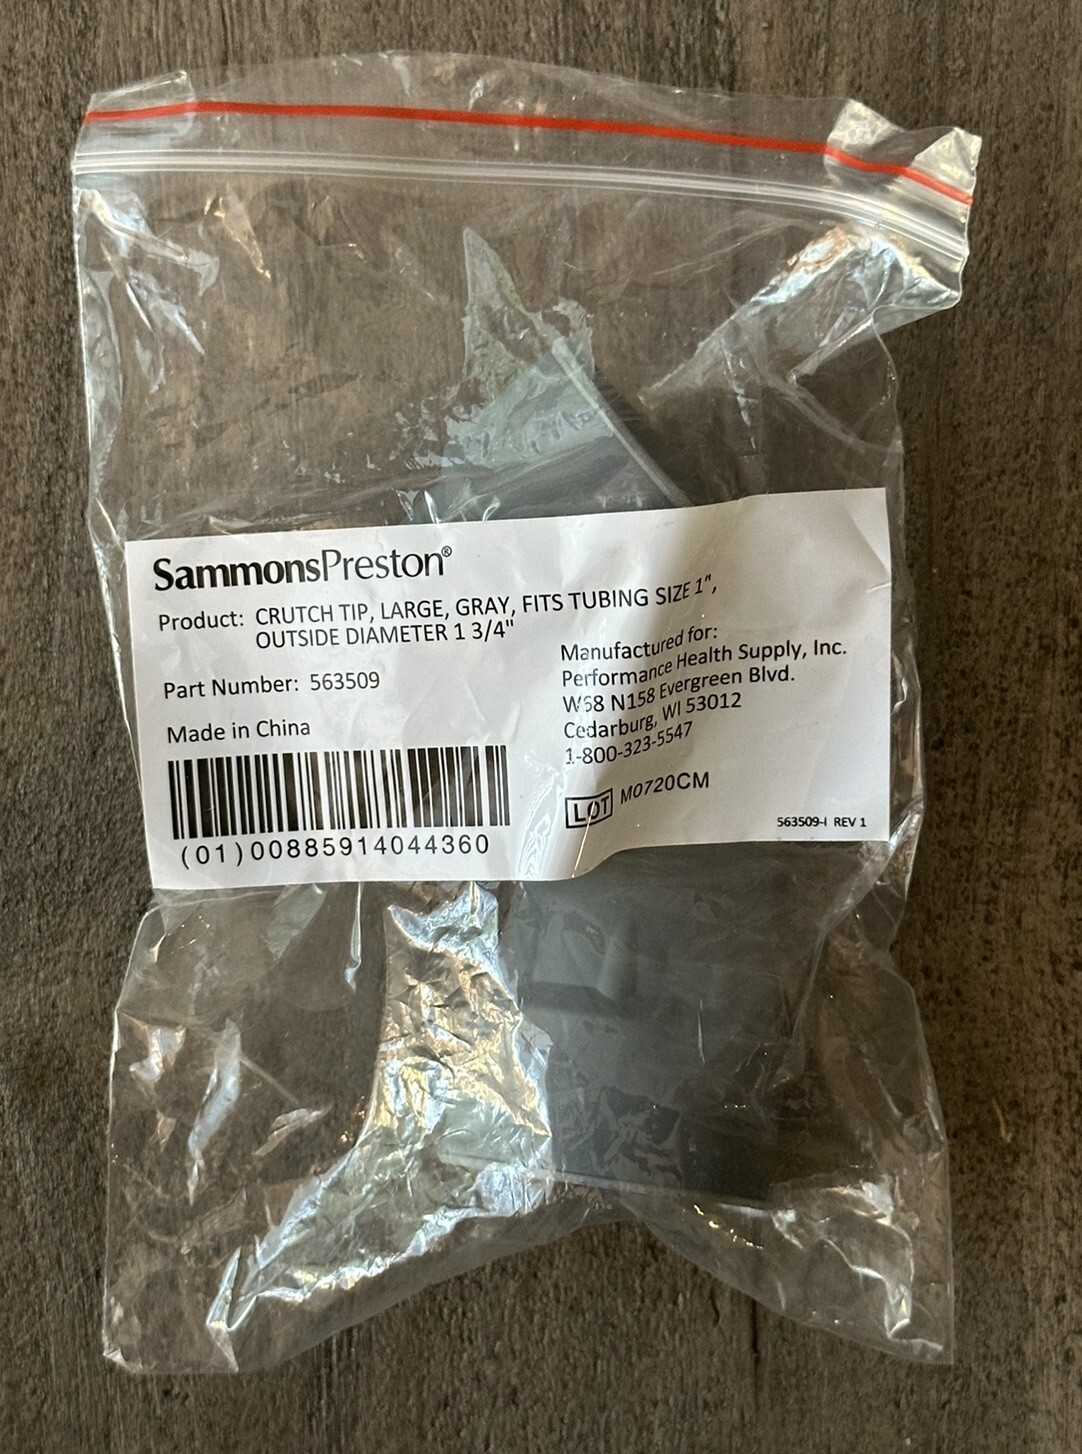 SammonsPreston®
Product: CRUTCH TIP, LARGE, GRAY, FITS TUBING SIZE 1",
OUTSIDE DIAMETER 1 3/4"
Part Number: 563509
Made in China
(01)00885914044360
Manufactured for:
Performance Health Supply, Inc.
W68 N158 Evergreen Blvd.
Cedarburg, WI 53012
1-800-323-5547
LOT M0720CM
563509-I REV 1